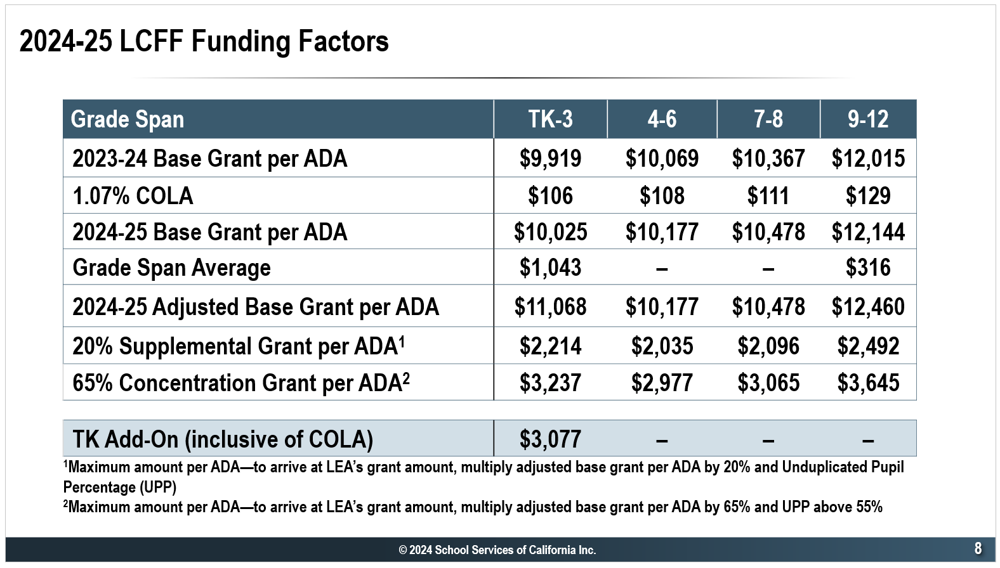 2024-25 LCFF Funding Factors
Grade Span TK-3 4-6 7-8 9-12
2023-24 Base Grant per ADA $9,919 $10,069 $10,367 $12,015
1.07% COLA $106 $108 $111 $129
2024-25 Base Grant per ADA $10,025 $10,177 $10,478 $12,144
Grade Span Average $1,043 – – $316
2024-25 Adjusted Base Grant per ADA $11,068 $10,177 $10,478 $12,460
20% Supplemental Grant per ADA¹ $2,214 $2,035 $2,096 $2,492
65% Concentration Grant per ADA² $3,237 $2,977 $3,065 $3,645
TK Add-On (inclusive of COLA) $3,077 – – –
¹Maximum amount per ADA—to arrive at LEA’s grant amount, multiply adjusted base grant per ADA by 20% and Unduplicated Pupil
Percentage (UPP)
²Maximum amount per ADA—to arrive at LEA’s grant amount, multiply adjusted base grant per ADA by 65% and UPP above 55%
© 2024 School Services of California Inc. 8